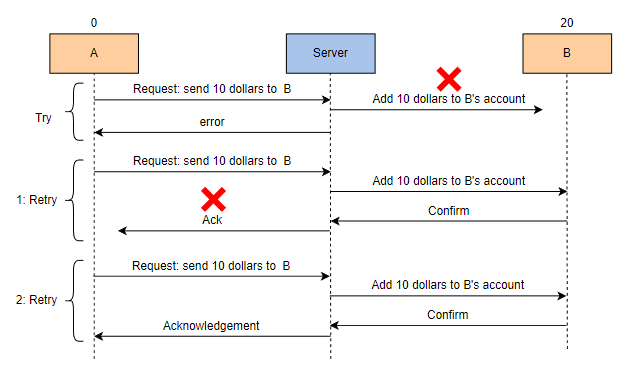 0
20
A
Server
B
Request: send 10 dollars to  B
Add 10 dollars to B's account
Try
error
Request: send 10 dollars to  B
Add 10 dollars to B's account
1: Retry
Confirm
Ack
Request: send 10 dollars to  B
Add 10 dollars to B's account
2: Retry
Confirm
Acknowledgement